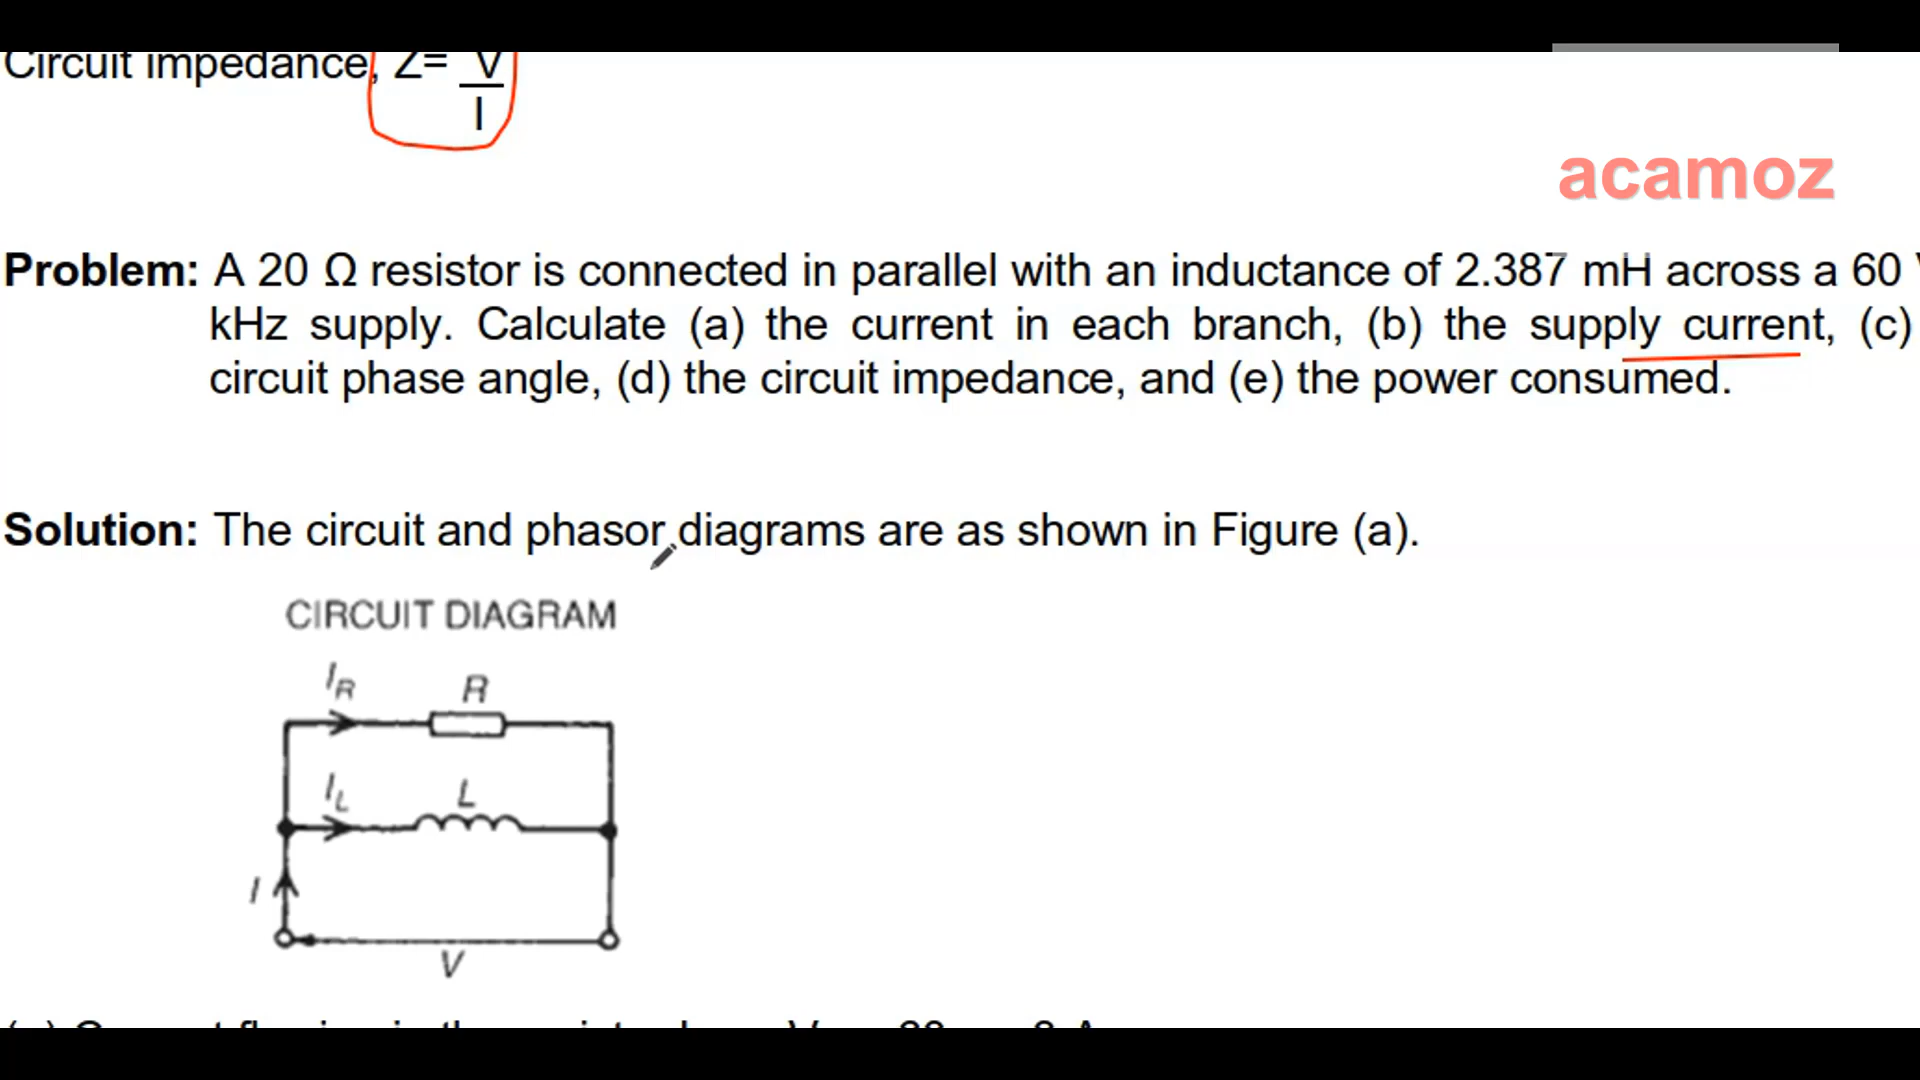 Circuit impedance, Z= V
I
acamoz
Problem: A 20 Ω resistor is connected in parallel with an inductance of 2.387 mH across a 60
kHz supply. Calculate (a) the current in each branch, (b) the supply current, (c)
circuit phase angle, (d) the circuit impedance, and (e) the power consumed.
Solution: The circuit and phasor diagrams are as shown in Figure (a).
CIRCUIT DIAGRAM
I_R R
I_L L
I
V